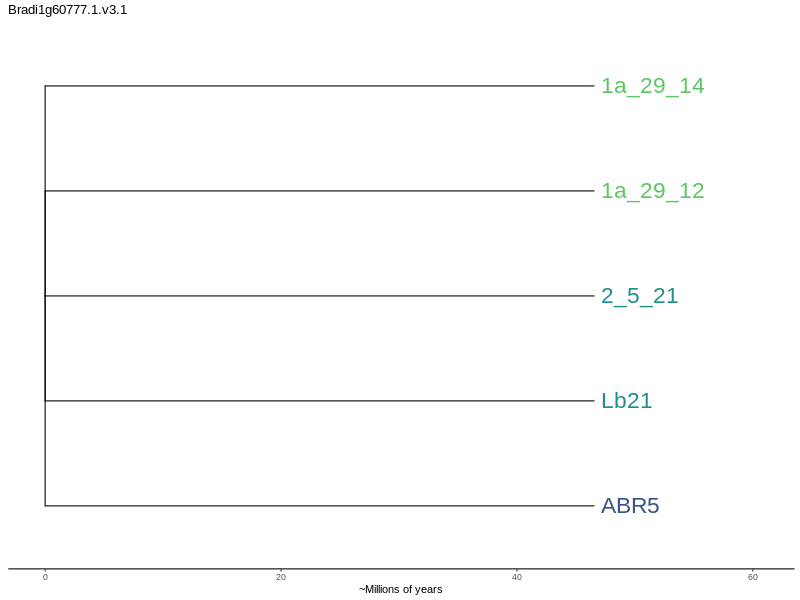 Bradi1g60777.1.v3.1
1a_29_14
1a_29_12
2_5_21
Lb21
ABR5
0 20 40 60
~Millions of years